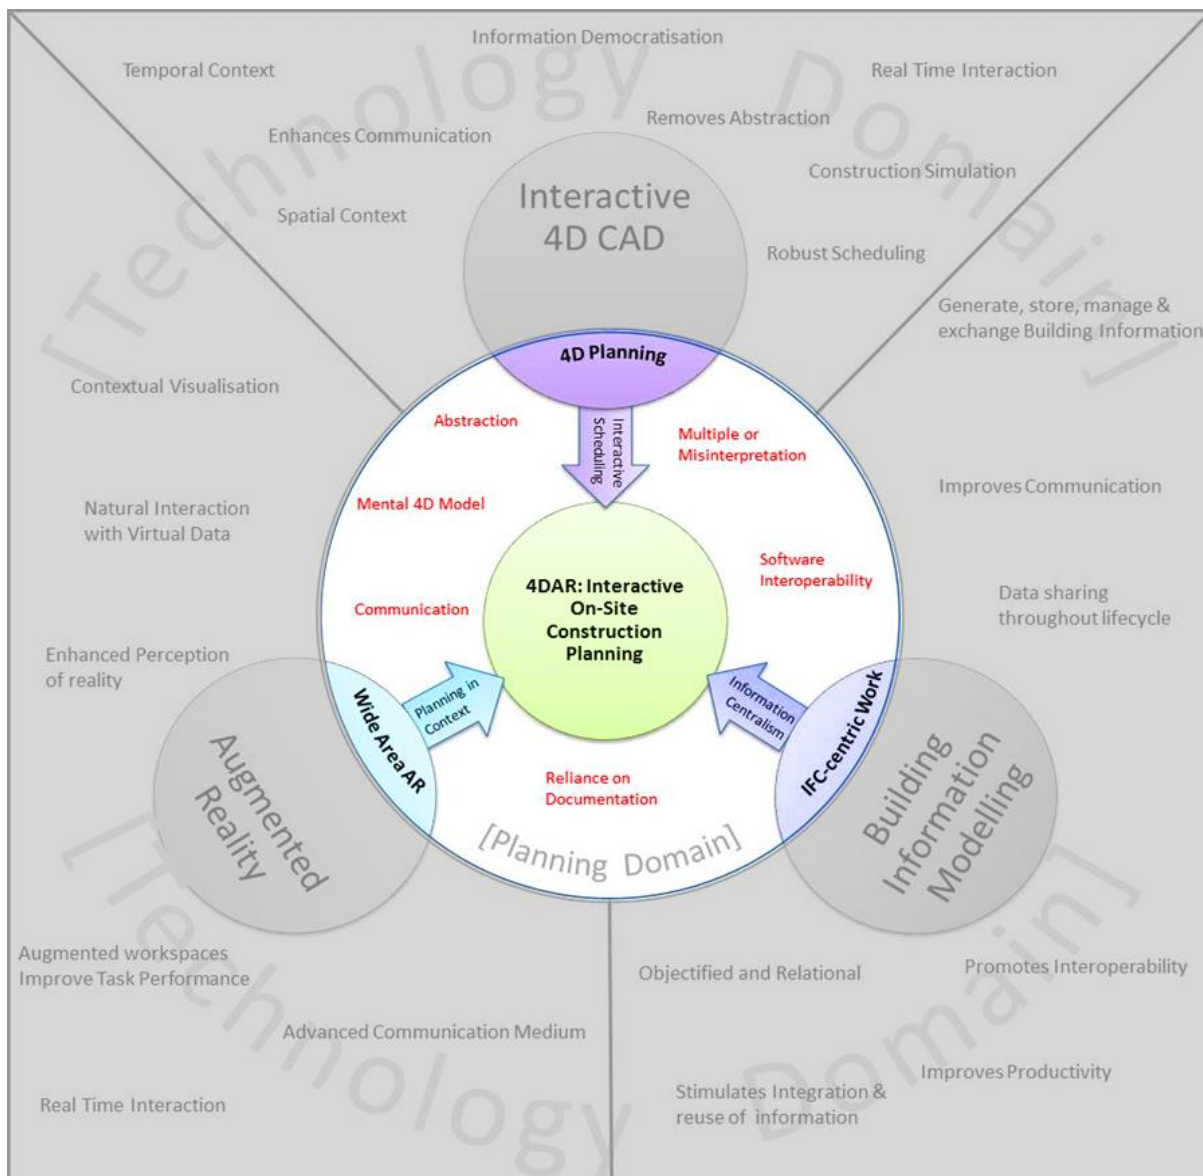 Information Democratisation
Temporal Context
Real Time Interaction
[Technology Domain]
Removes Abstraction
Enhances Communication
Construction Simulation
Spatial Context
Interactive
4D CAD
Robust Scheduling
Generate, store, manage &
exchange Building Information
4D Planning
Contextual Visualisation
Abstraction
Interactive
Scheduling
Multiple or
Misinterpretation
Natural Interaction
with Virtual Data
Mental 4D Model
Improves Communication
Software
Interoperability
4DAR: Interactive
On-Site
Construction
Planning
Communication
Data sharing
throughout lifecycle
Enhanced Perception
of reality
Wide Area AR
Planning in
Context
Information
Centralism
IFC-centric Work
Augmented
Reality
Reliance on
Documentation
Building
Information
Modelling
[Planning Domain]
[Technology Domain]
Augmented workspaces
Improve Task Performance
Objectified and Relational
Promotes Interoperability
Advanced Communication Medium
Real Time Interaction
Stimulates Integration &
reuse of information
Improves Productivity